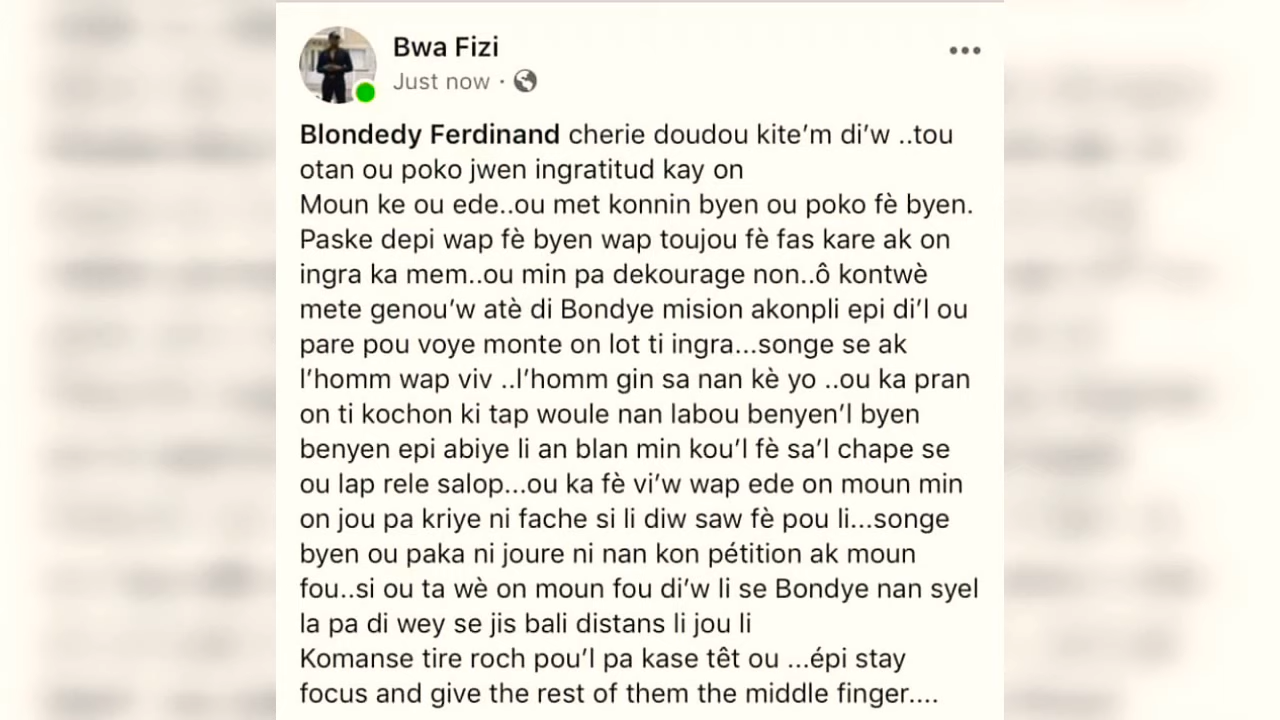 Bwa Fizi
Just now ·
Blondedy Ferdinand cherie doudou kite’m di’w ..tou
otan ou poko jwen ingratitud kay on
Moun ke ou ede..ou met konnin byen ou poko fè byen.
Paske depi wap fè byen wap toujou fè fas kare ak on
ingra ka mem..ou min pa dekourage non..ô kontwè
mete genou’w atè di Bondye mision akonpli epi di’l ou
pare pou voye monte on lot ti ingra...songe se ak
l’homm wap viv ..l’homm gin sa nan kè yo ..ou ka pran
on ti kochon ki tap woule nan labou benyen’l byen
benyen epi abiye li an blan min kou’l fè sa’l chape se
ou lap rele salop...ou ka fè vi’w wap ede on moun min
on jou pa kriye ni fache si li diw saw fè pou li...songe
byen ou paka ni joure ni nan kon pétition ak moun
fou..si ou ta wè on moun fou di’w li se Bondye nan syel
la pa di wey se jis bali distans li jou li
Komanse tire roch pou’l pa kase têt ou ...épi stay
focus and give the rest of them the middle finger....